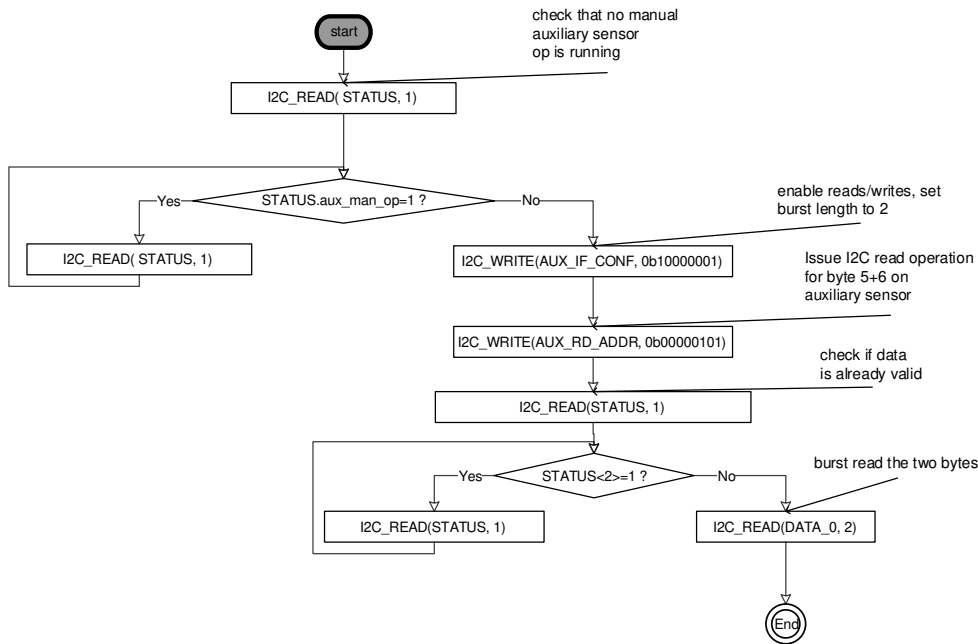 check that no manual
auxiliary sensor
op is running
start
I2C_READ( STATUS, 1)
STATUS.aux_man_op=1 ?
Yes
No
I2C_READ( STATUS, 1)
enable reads/writes, set
burst length to 2
I2C_WRITE(AUX_IF_CONF, 0b10000001)
Issue I2C read operation
for byte 5+6 on
auxiliary sensor
I2C_WRITE(AUX_RD_ADDR, 0b00000101)
check if data
is already valid
I2C_READ(STATUS, 1)
STATUS<2>=1 ?
Yes
No
burst read the two bytes
I2C_READ(STATUS, 1)
I2C_READ(DATA_0, 2)
End